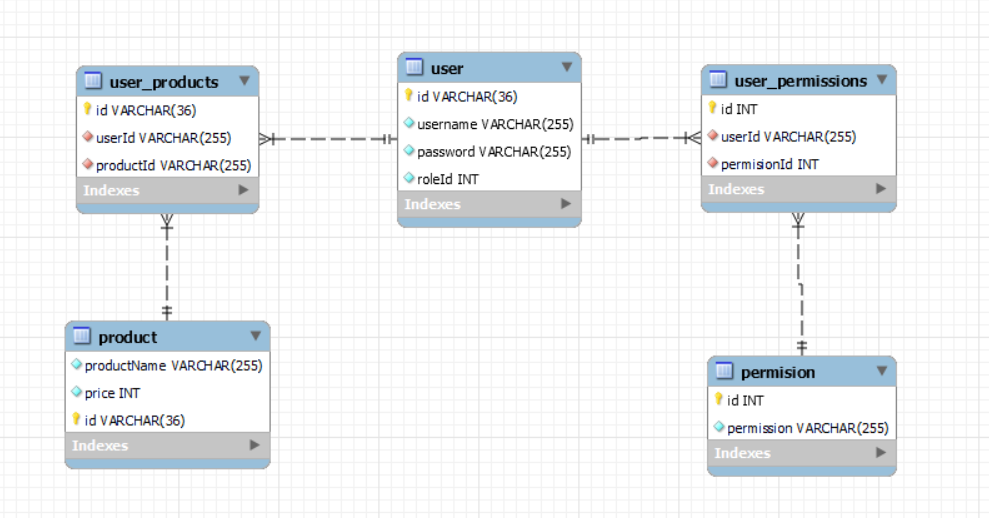 user_products
id VARCHAR(36)
userId VARCHAR(255)
productId VARCHAR(255)
Indexes
user
id VARCHAR(36)
username VARCHAR(255)
password VARCHAR(255)
roleId INT
Indexes
user_permissions
id INT
userId VARCHAR(255)
permisionId INT
Indexes
product
productName VARCHAR(255)
price INT
id VARCHAR(36)
Indexes
permision
id INT
permission VARCHAR(255)
Indexes